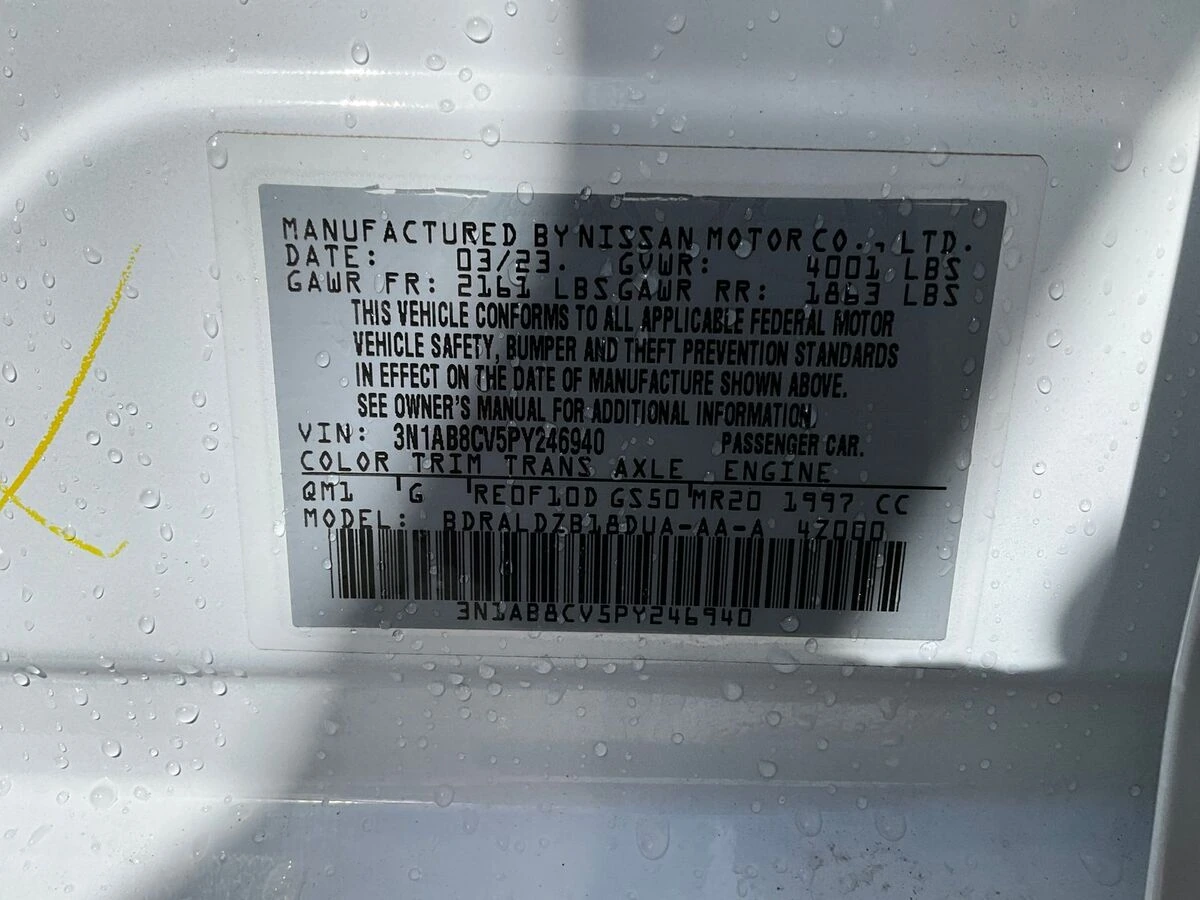 MANUFACTURED BY NISSAN MOTOR CO., LTD.
DATE: 03/23. GVWR: 4001 LBS
GAWR FR: 2161 LBS GAWR RR: 1863 LBS
THIS VEHICLE CONFORMS TO ALL APPLICABLE FEDERAL MOTOR
VEHICLE SAFETY, BUMPER AND THEFT PREVENTION STANDARDS
IN EFFECT ON THE DATE OF MANUFACTURE SHOWN ABOVE.
SEE OWNER'S MANUAL FOR ADDITIONAL INFORMATION
VIN: 3N1AB8CV5PY246940 PASSENGER CAR.
COLOR TRIM TRANS AXLE ENGINE
QM1 G RE0F10D GS50 MR20 1997 CC
MODEL: BDRALDZB18DUA-AA-A 4Z000
3N1AB8CV5PY246940